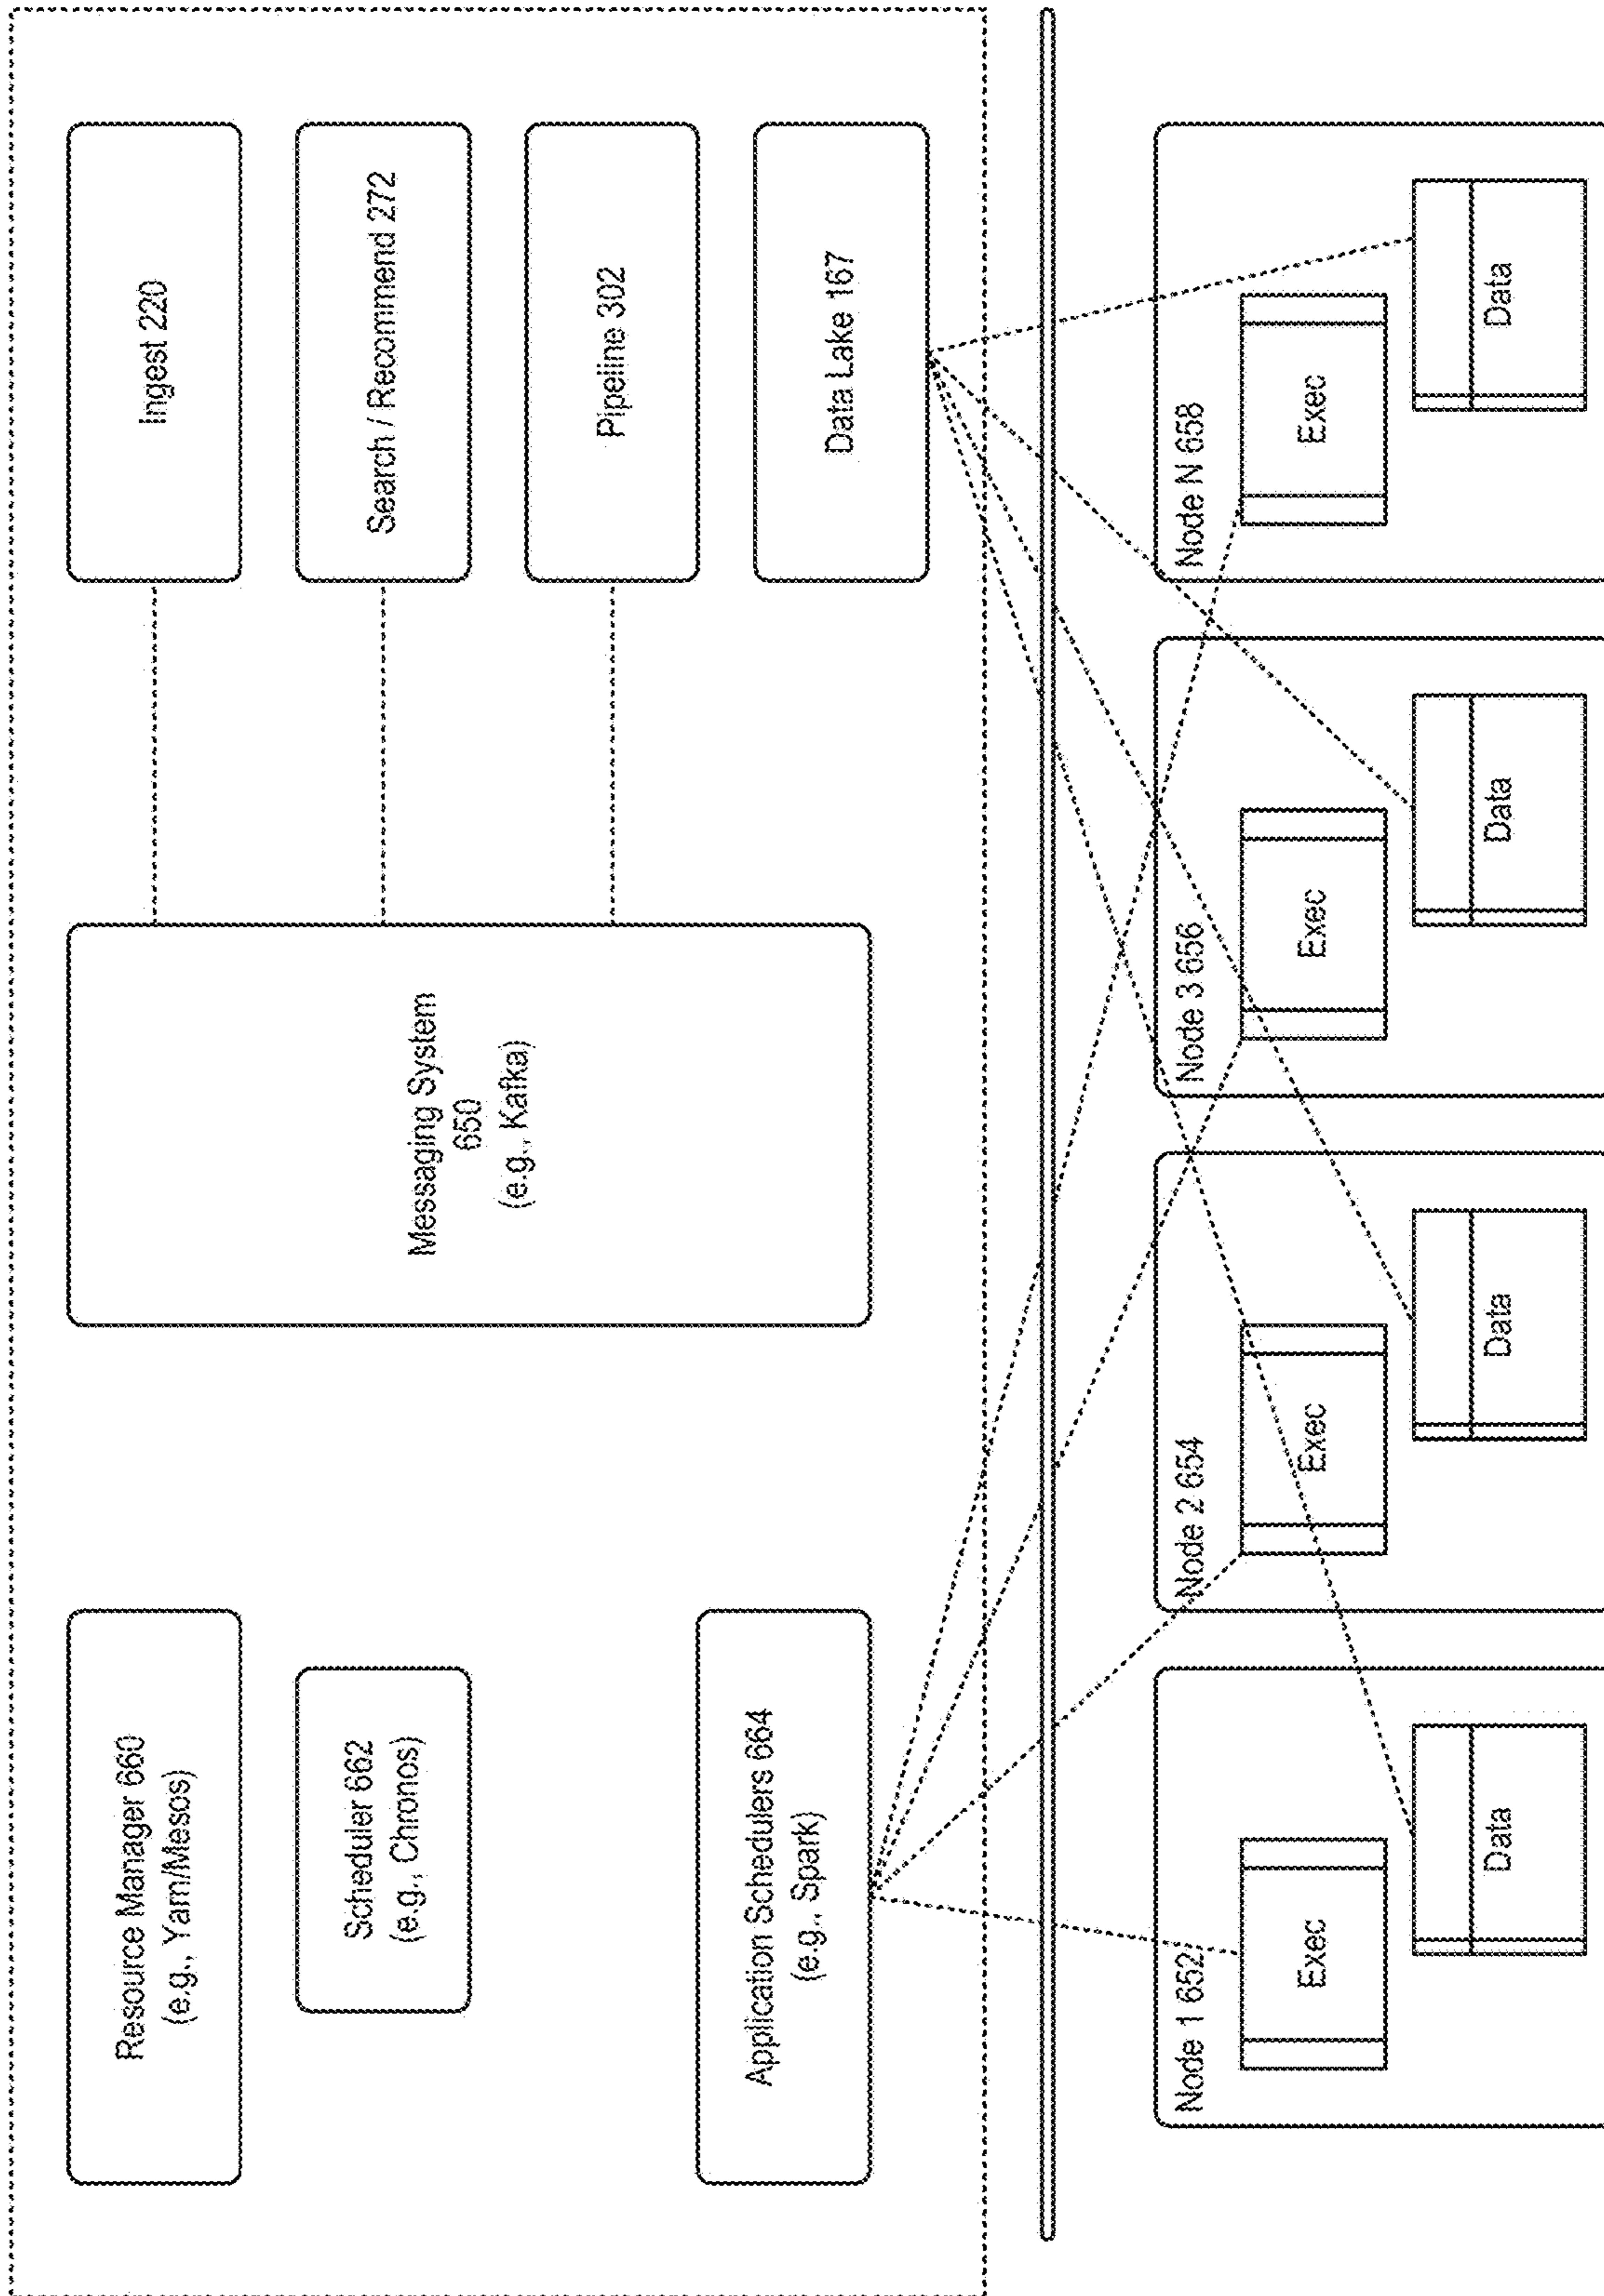 Resource Manager 660
(e.g., Yarn/Mesos)
Scheduler 662
(e.g., Chronos)
Application Schedulers 664
(e.g., Spark)
Messaging System
650
(e.g., Kafka)
Ingest 220
Search / Recommend 272
Pipeline 302
Data Lake 167
Node 1 652
Exec
Data
Node 2 654
Exec
Data
Node 3 656
Exec
Data
Node N 658
Exec
Data